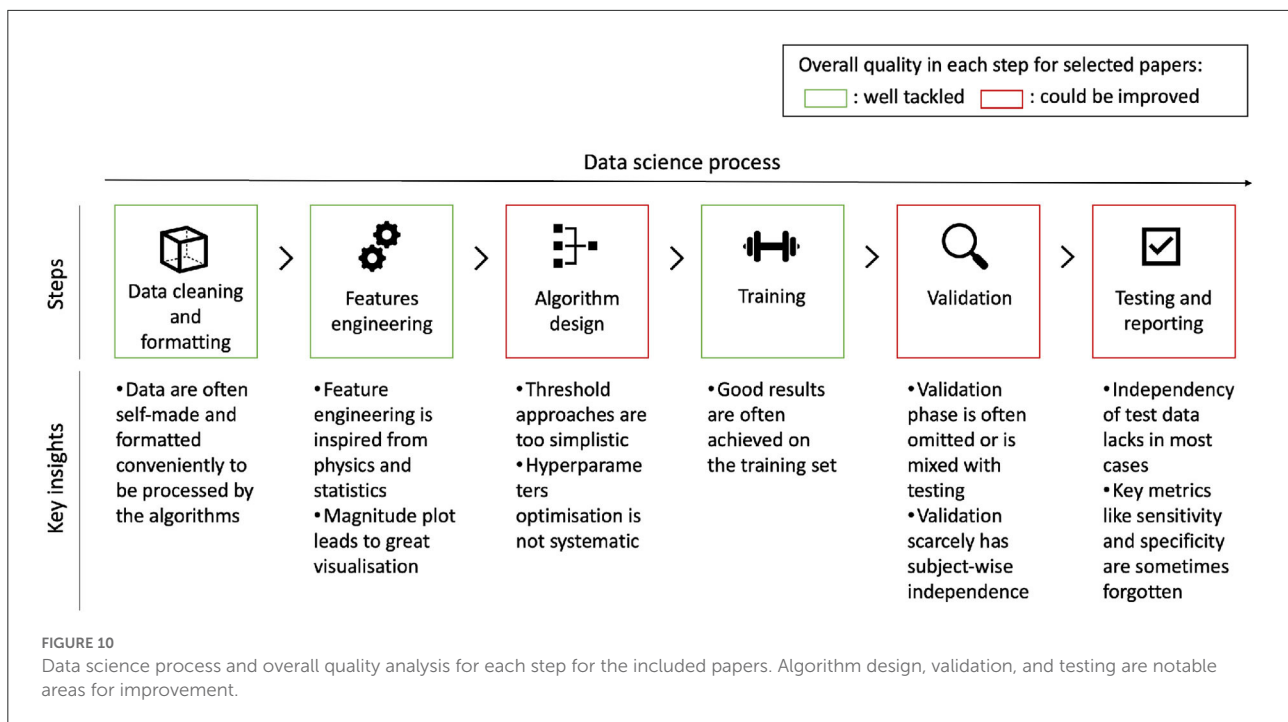 Overall quality in each step for selected papers:
: well tackled : could be improved
Data science process
Steps
Data cleaning
and
formatting
>
Features
engineering
>
Algorithm
design
>
Training
>
Validation
>
Testing and
reporting
Key insights
•Data are often
self-made and
formatted
conveniently to
be processed by
the algorithms
•Feature
engineering is
inspired from
physics and
statistics
•Magnitude plot
leads to great
visualisation
•Threshold
approaches are
too simplistic
•Hyperparame
ters
optimisation is
not systematic
•Good results
are often
achieved on
the training set
•Validation
phase is often
omitted or is
mixed with
testing
•Validation
scarcely has
subject-wise
independence
•Independency
of test data
lacks in most
cases
•Key metrics
like sensitivity
and specificity
are sometimes
forgotten
FIGURE 10
Data science process and overall quality analysis for each step for the included papers. Algorithm design, validation, and testing are notable
areas for improvement.